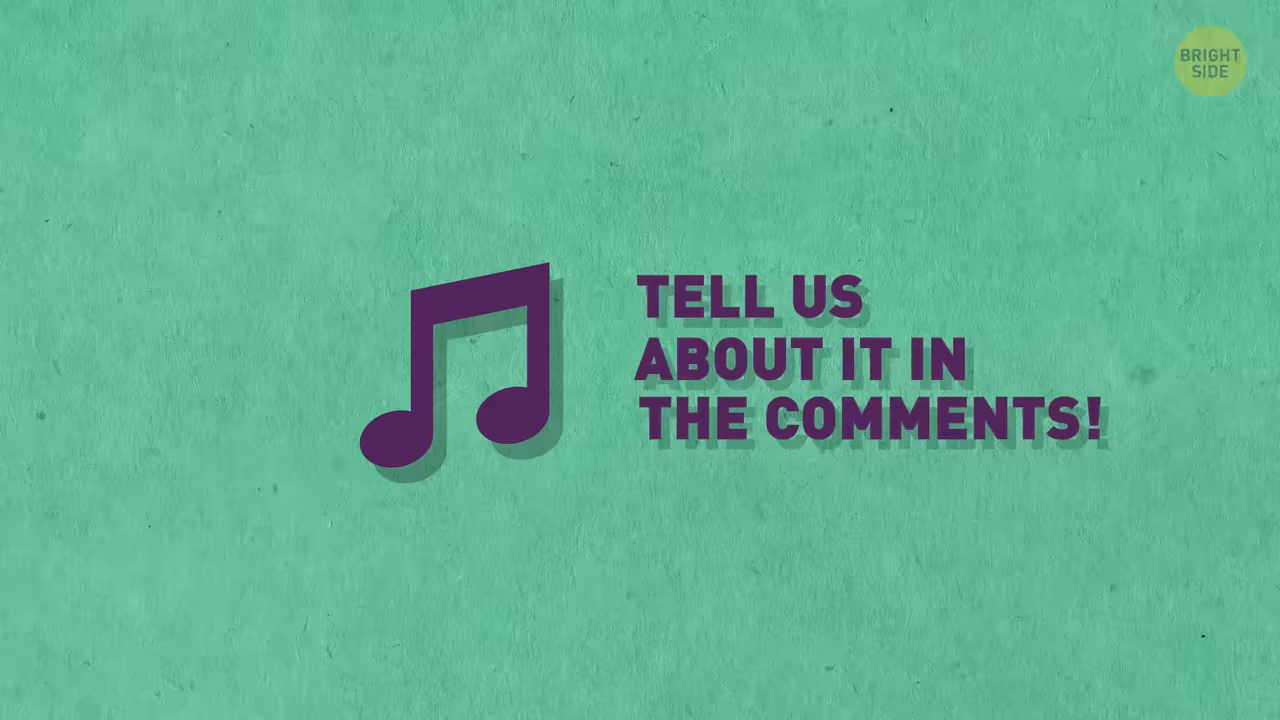 BRIGHT
SIDE
TELL US
ABOUT IT IN
THE COMMENTS!